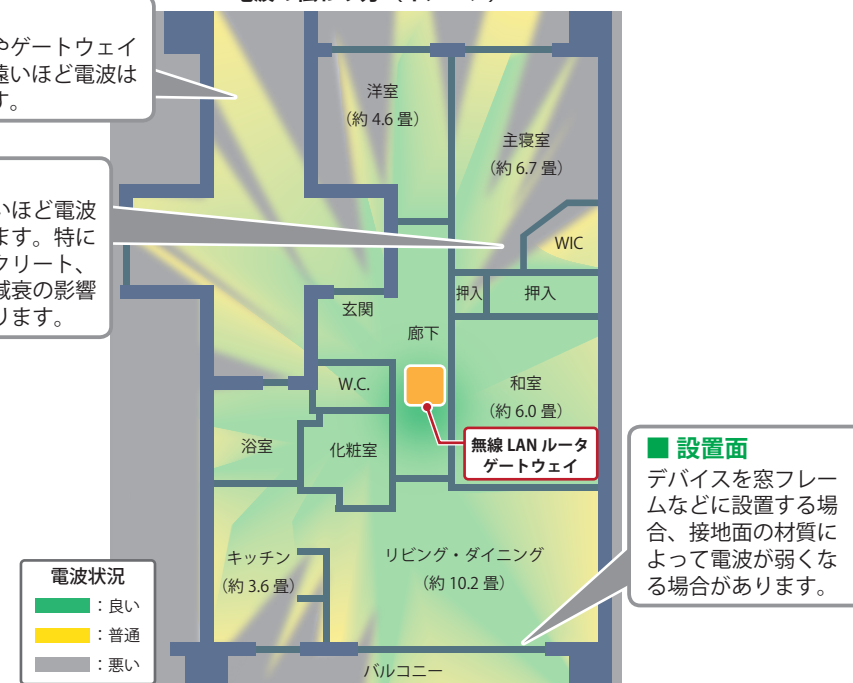 ゲートウェイ
遠いほど電波は
す。
いほど電波
ます。特に
クリート、
減衰の影響
ります。
洋室
（約 4.6 畳）
主寝室
（約 6.7 畳）
WIC
押入
押入
玄関
廊下
W.C.
和室
（約 6.0 畳）
浴室
化粧室
無線 LAN ルータ
ゲートウェイ
■ 設置面
デバイスを窓フレー
ムなどに設置する場
合、接地面の材質に
よって電波が弱くな
る場合があります。
キッチン
（約 3.6 畳）
リビング・ダイニング
（約 10.2 畳）
バルコニー
電波状況
：良い
：普通
：悪い